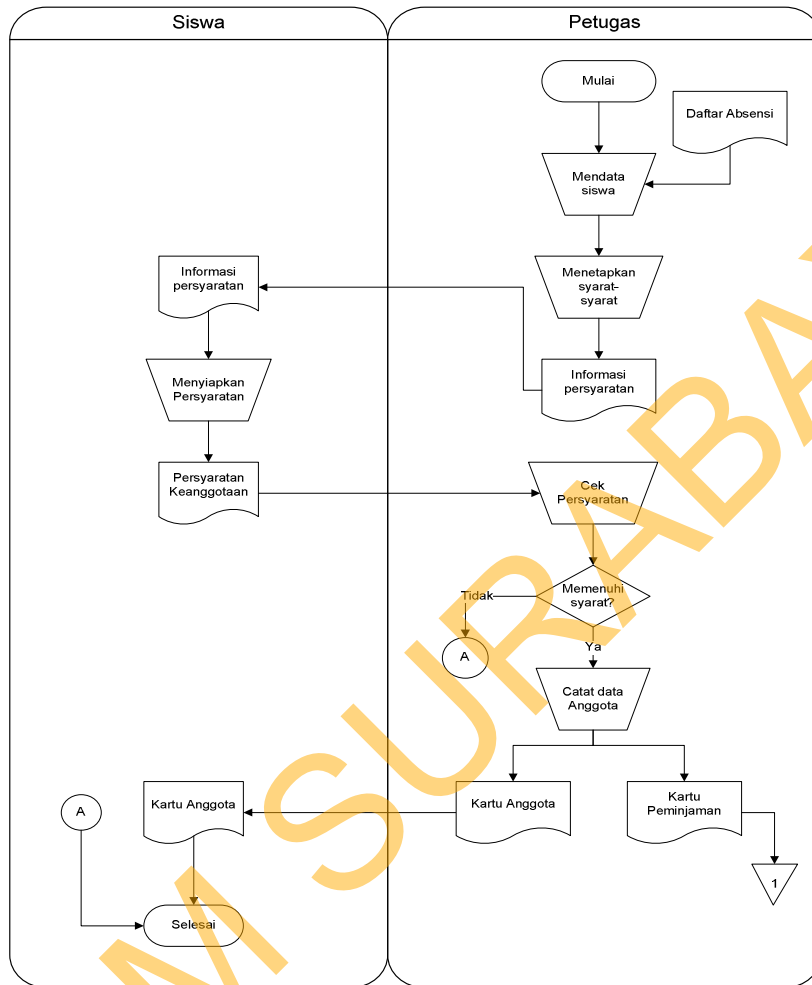 Siswa
Petugas
Mulai
Daftar Absensi
Mendata
siswa
Menetapkan
syarat-
syarat
Informasi
persyaratan
Informasi
persyaratan
Menyiapkan
Persyaratan
Persyaratan
Keanggotaan
Cek
Persyaratan
Memenuhi
syarat?
Tidak
A
Ya
Catat data
Anggota
A
Kartu Anggota
Kartu Anggota
Kartu
Peminjaman
1
Selesai
M SURABA